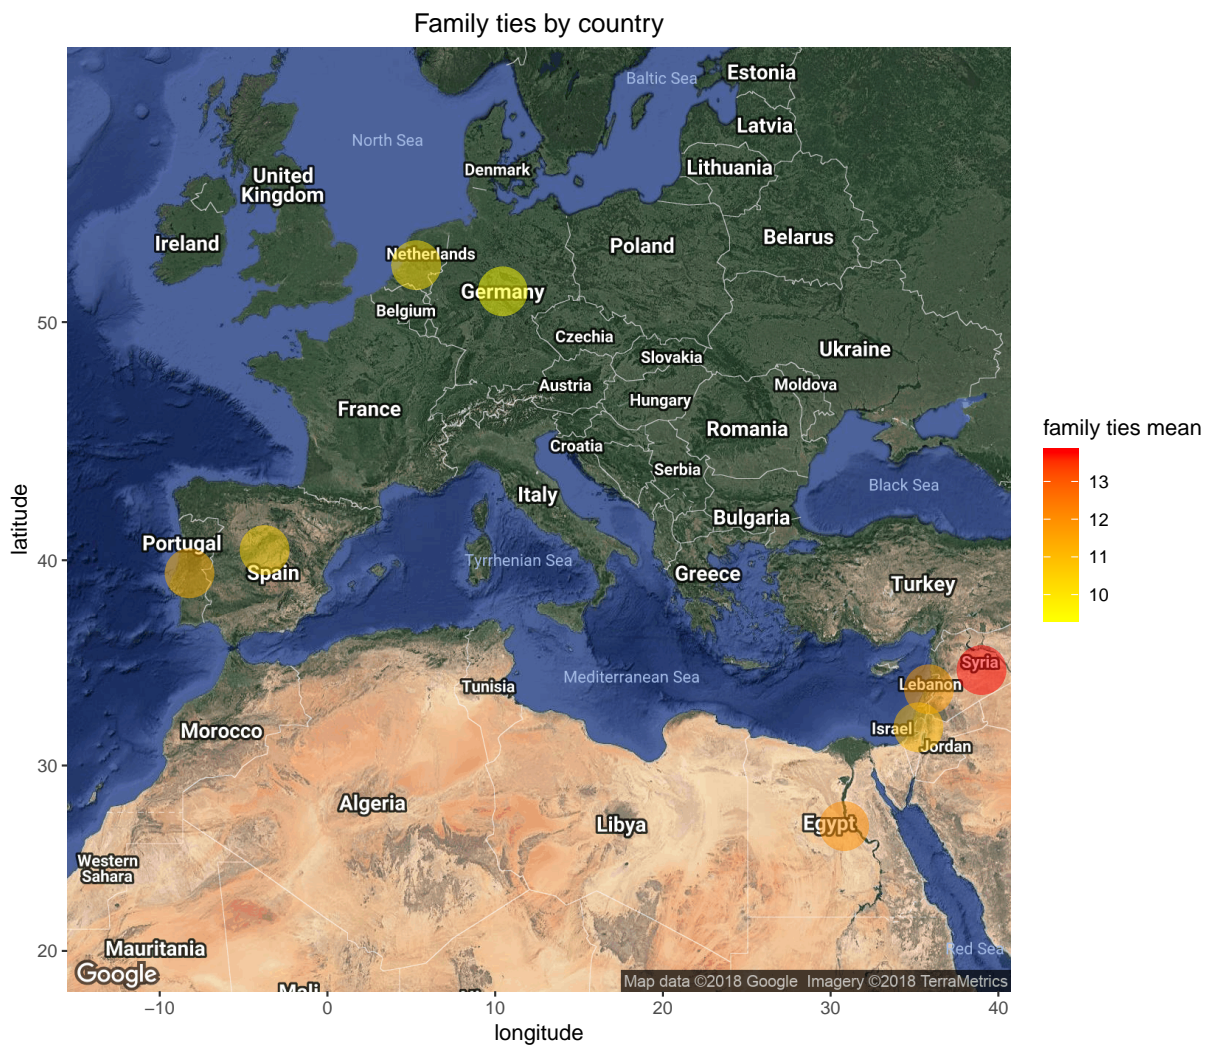 Family ties by country
Baltic Sea
Estonia
Latvia
North Sea
Denmark
Lithuania
United
Kingdom
Ireland
Netherlands
Poland
Belarus
Germany
Belgium
50
Czechia
Slovakia
Ukraine
Austria
Moldova
Hungary
France
Romania
family ties mean
Croatia
Serbia
13
Black Sea
Italy
latitude
Bulgaria
12
Portugal
11
40
Tyrrhenian Sea
Spain
Greece
Turkey
10
Syria
Mediterranean Sea
Tunisia
Lebanon
Morocco
Israel
Jordan
30
Algeria
Libya
Egypt
Western
Sahara
20
Mauritania
Red Sea
Google
Map data ©2018 Google Imagery ©2018 TerraMetrics
Mali
−10
0
10
20
30
40
longitude